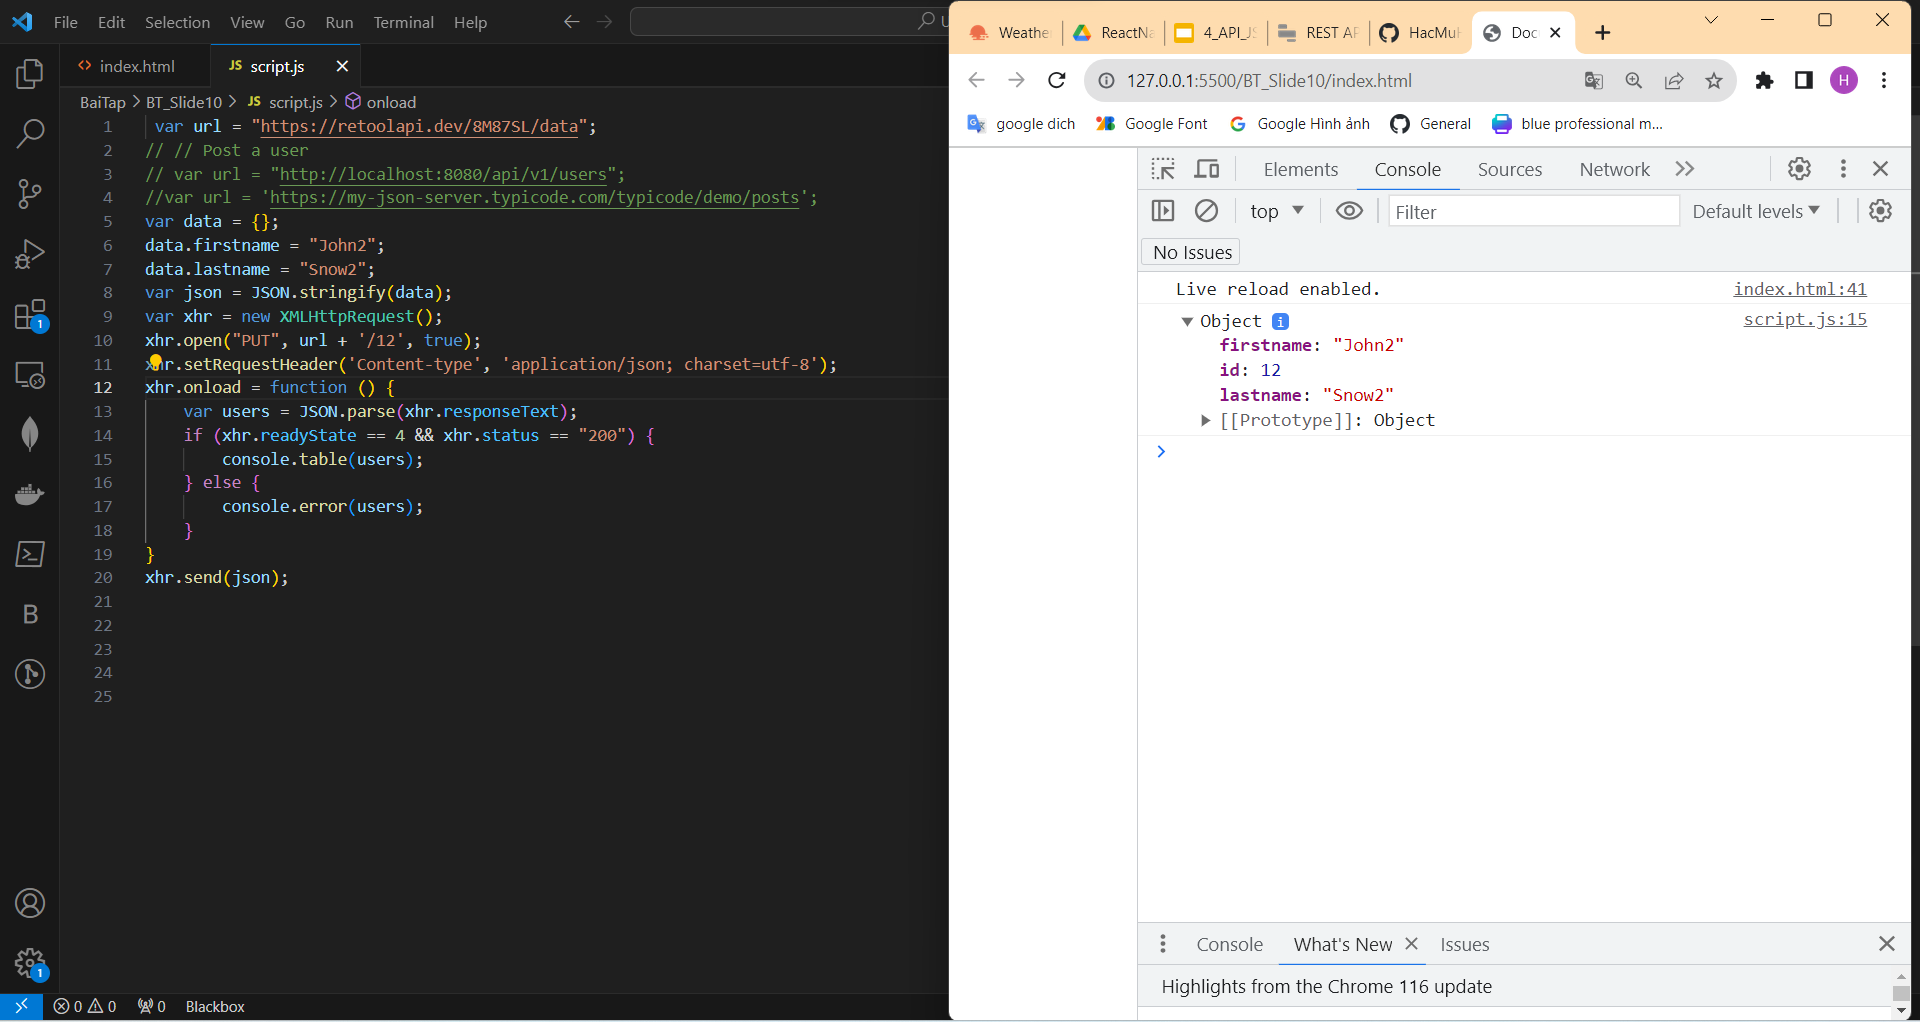 File Edit Selection View Go Run Terminal Help
index.html
JS script.js
BaiTap > BT_Slide10 > JS script.js > onload
1 var url = "https://retoolapi.dev/8M87SL/data";
2 // // Post a user
3 // var url = "http://localhost:8080/api/v1/users";
4 //var url = 'https://my-json-server.typicode.com/typicode/demo/posts';
5 var data = {};
6 data.firstname = "John2";
7 data.lastname = "Snow2";
8 var json = JSON.stringify(data);
9 var xhr = new XMLHttpRequest();
10 xhr.open("PUT", url + '/12', true);
11 xhr.setRequestHeader('Content-type', 'application/json; charset=utf-8');
12 xhr.onload = function () {
13 var users = JSON.parse(xhr.responseText);
14 if (xhr.readyState == 4 && xhr.status == "200") {
15 console.table(users);
16 } else {
17 console.error(users);
18 }
19 }
20 xhr.send(json);
21
22
23
24
25
1
B
1
0 0 0 Blackbox
Weathe ReactNa 4_API_JS REST AP HacMu Doc
127.0.0.1:5500/BT_Slide10/index.html
H
google dich Google Font Google Hình ảnh General blue professional m...
Elements Console Sources Network
top Filter Default levels
No Issues
Live reload enabled. index.html:41
Object i script.js:15
firstname: "John2"
id: 12
lastname: "Snow2"
[[Prototype]]: Object
Console What's New Issues
Highlights from the Chrome 116 update